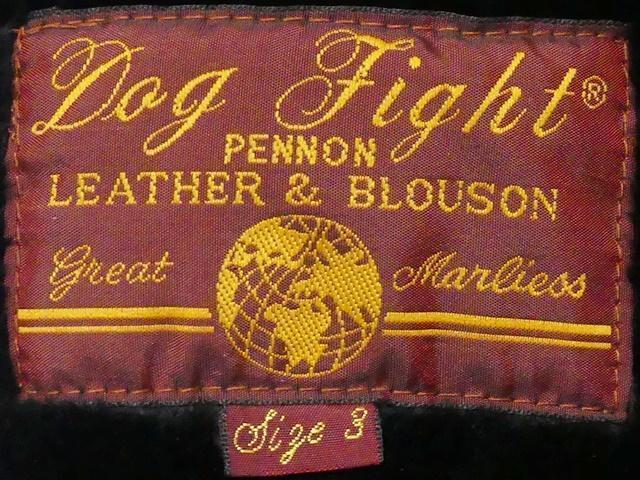 Dog Fight®
PENNON
LEATHER & BLOUSON
Great Marliess
Size 3